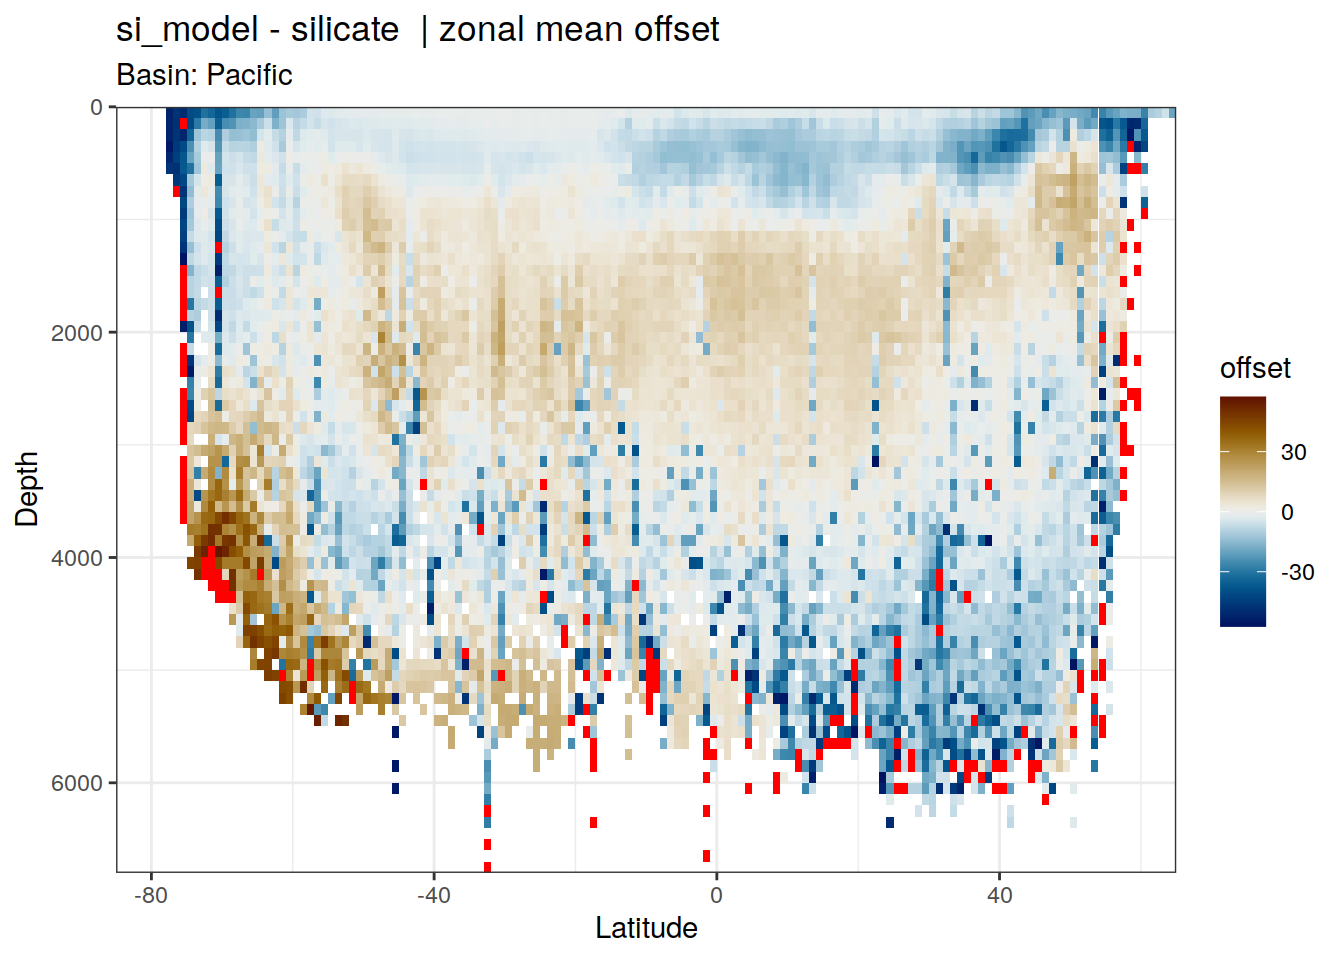 si_model - silicate | zonal mean offset
Basin: Pacific
0
2000
4000
6000
Depth
-80
-40
0
40
Latitude
offset
30
0
-30